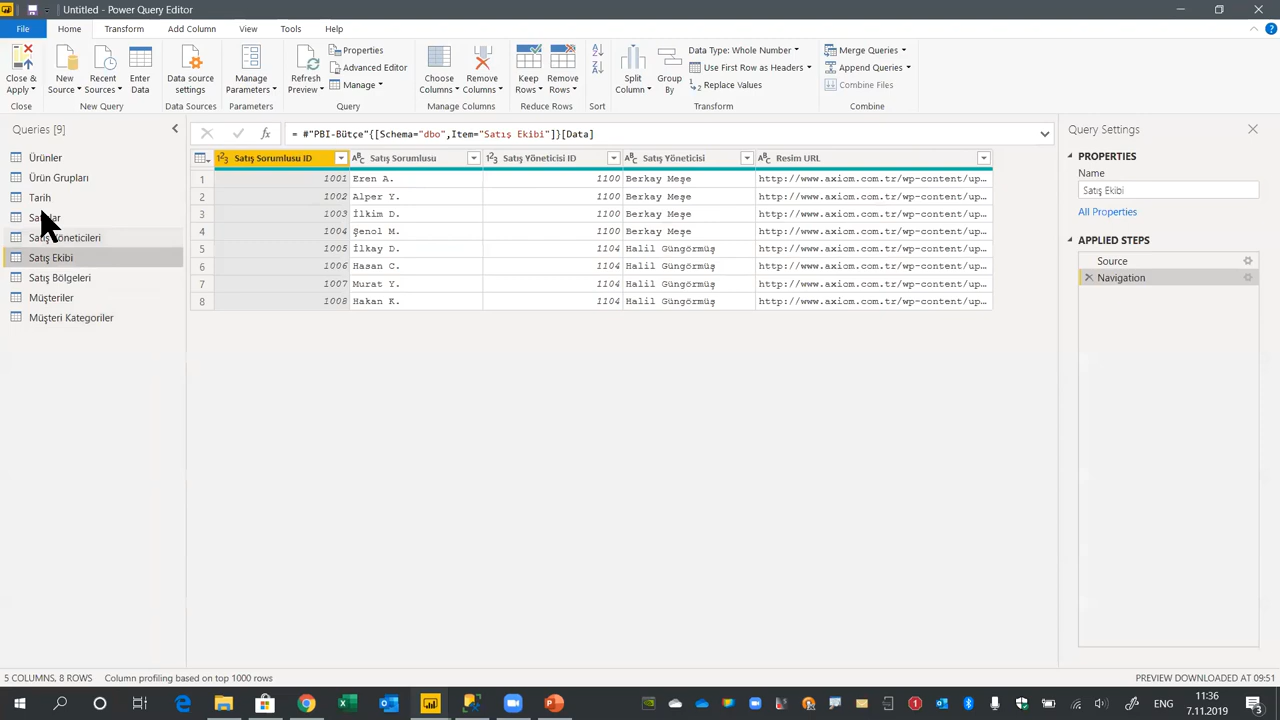 Untitled - Power Query Editor
File Home Transform Add Column View Tools Help
Close & Apply
New Source
Recent Sources
Enter Data
Data source settings
Manage Parameters
Refresh Preview
Properties
Advanced Editor
Manage
Choose Columns
Remove Columns
Keep Rows
Remove Rows
Split Column
Group By
Data Type: Whole Number
Use First Row as Headers
Replace Values
Merge Queries
Append Queries
Combine Files
Close New Query Data Sources Parameters Query Manage Columns Reduce Rows Sort Transform Combine
Queries [9]
Ürünler
Ürün Grupları
Tarih
Satış Yöneticileri
Satış Ekibi
Satış Bölgeleri
Müşteriler
Müşteri Kategoriler
= #"PBI-Bütçe"{[Schema="dbo",Item="Satış Ekibi"]}[Data]
Satış Sorumlusu ID Satış Sorumlusu Satış Yöneticisi ID Satış Yöneticisi Resim URL
1 1001 Eren A. 1100 Berkay Meşe http://www.axiom.com.tr/wp-content/up…
2 1002 Alper Y. 1100 Berkay Meşe http://www.axiom.com.tr/wp-content/up…
3 1003 İlkim D. 1100 Berkay Meşe http://www.axiom.com.tr/wp-content/up…
4 1004 Şenol M. 1100 Berkay Meşe http://www.axiom.com.tr/wp-content/up…
5 1005 İlkay D. 1104 Halil Güngörmüş http://www.axiom.com.tr/wp-content/up…
6 1006 Hasan C. 1104 Halil Güngörmüş http://www.axiom.com.tr/wp-content/up…
7 1007 Murat Y. 1104 Halil Güngörmüş http://www.axiom.com.tr/wp-content/up…
8 1008 Hakan K. 1104 Halil Güngörmüş http://www.axiom.com.tr/wp-content/up…
Query Settings
PROPERTIES
Name
Satış Ekibi
All Properties
APPLIED STEPS
Source
Navigation
5 COLUMNS, 8 ROWS Column profiling based on top 1000 rows
PREVIEW DOWNLOADED AT 09:51
ENG
11:36
7.11.2019